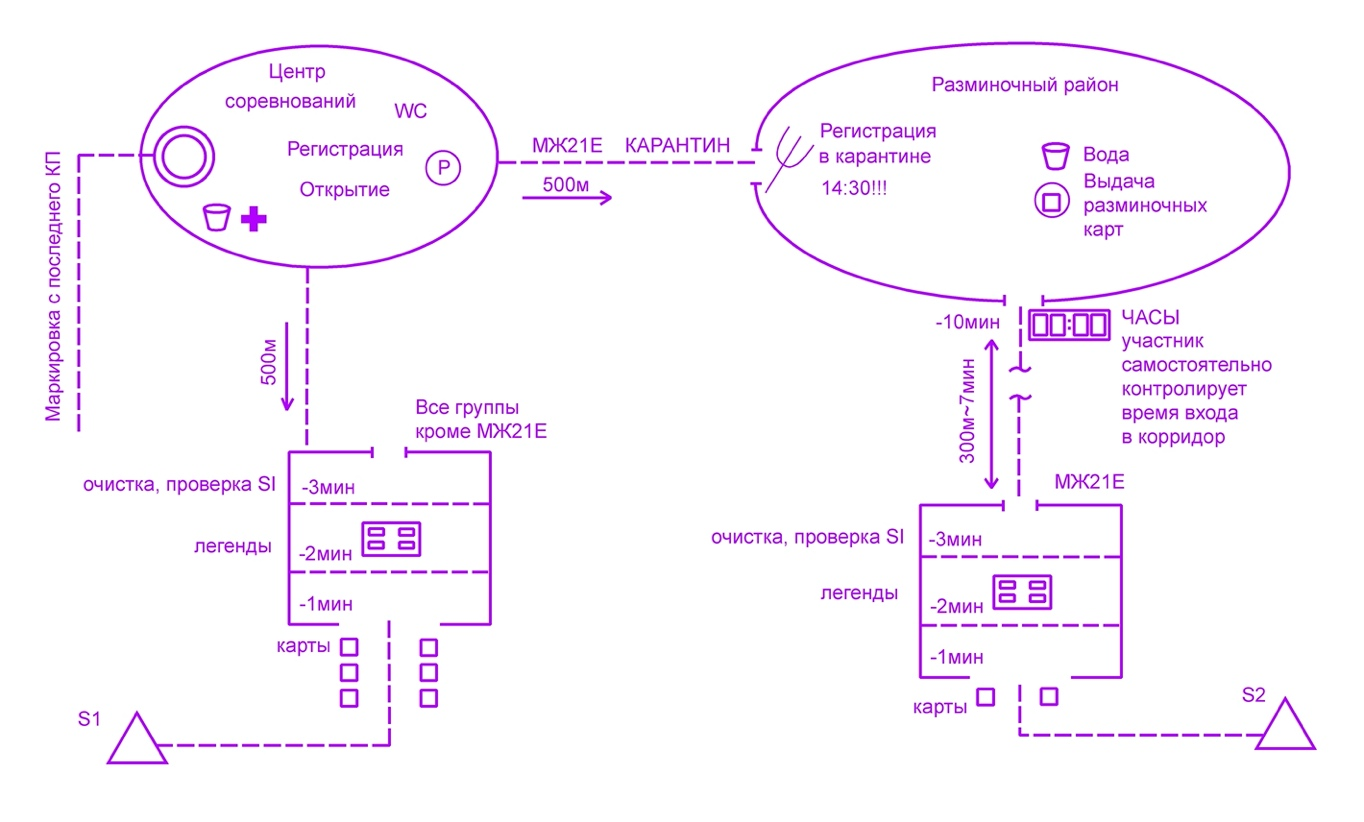 Центр
соревнований
WC
Регистрация
P
Открытие
Маркировка с последнего КП
МЖ21Е КАРАНТИН
500м
Разминочный район
Регистрация
в карантине
14:30!!!
Вода
Выдача
разминочных
карт
500м
Все группы
кроме МЖ21Е
очистка, проверка SI
-3мин
легенды
-2мин
-1мин
карты
S1
-10мин
ЧАСЫ
участник
самостоятельно
контролирует
время входа
в корридор
300м~7мин
МЖ21Е
очистка, проверка SI
-3мин
легенды
-2мин
-1мин
карты
S2